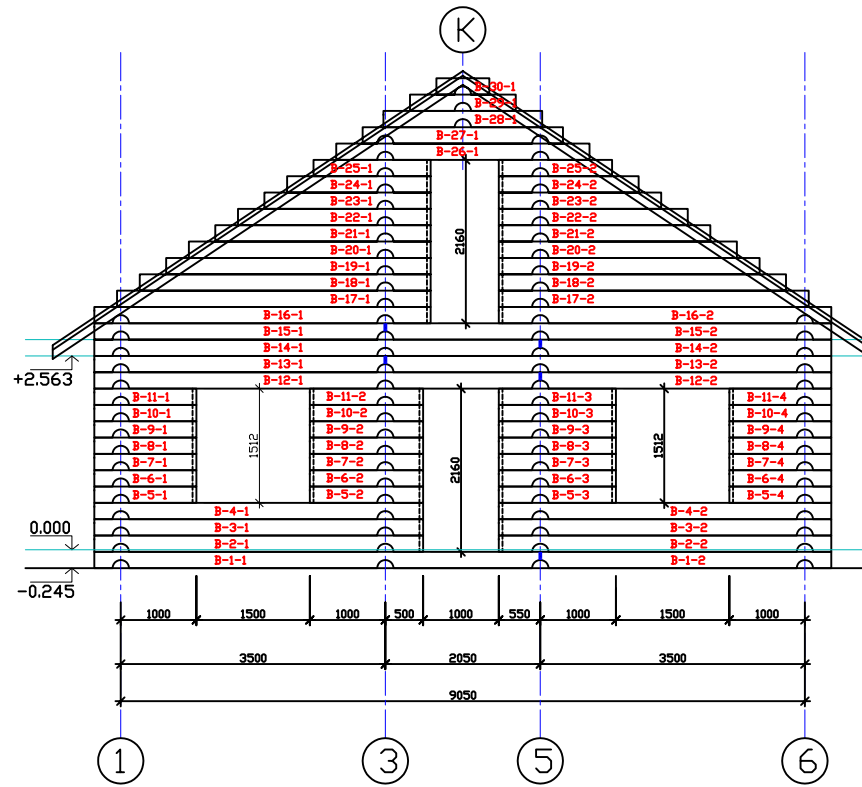 K
B-30-1
B-29-1
B-28-1
B-27-1
B-26-1
B-25-1 B-25-2
B-24-1 B-24-2
B-23-1 B-23-2
B-22-1 B-22-2
B-21-1 2160 B-21-2
B-20-1 B-20-2
B-19-1 B-19-2
B-18-1 B-18-2
B-17-1 B-17-2
B-16-1 B-16-2
B-15-1 B-15-2
B-14-1 B-14-2
B-13-1 B-13-2
+2.563 B-12-1 B-12-2
B-11-1 B-11-2 B-11-3 B-11-4
B-10-1 B-10-2 B-10-3 B-10-4
B-9-1 B-9-2 B-9-3 B-9-4
B-8-1 1512 B-8-2 B-8-3 1512 B-8-4
B-7-1 B-7-2 2160 B-7-3 B-7-4
B-6-1 B-6-2 B-6-3 B-6-4
B-5-1 B-5-2 B-5-3 B-5-4
B-4-1 B-4-2
0.000 B-3-1 B-3-2
B-2-1 B-2-2
B-1-1 B-1-2
-0.245
1000 1500 1000 500 1000 550 1000 1500 1000
3500 2050 3500
9050
1 3 5 6